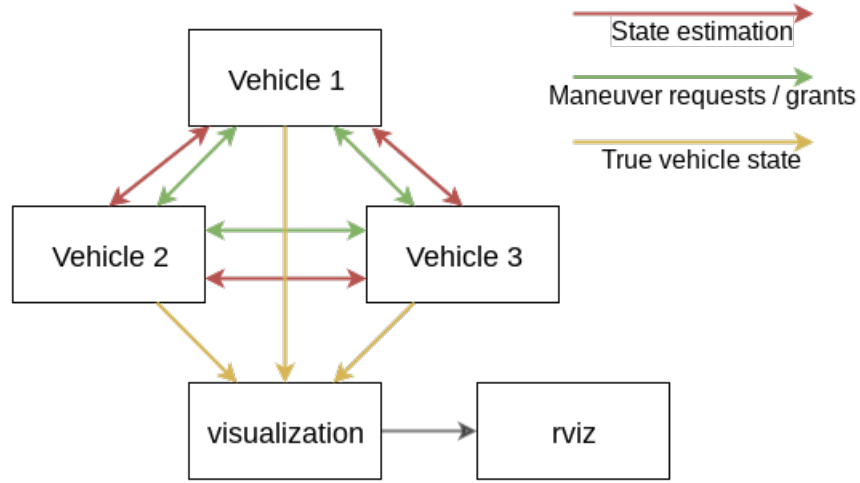 State estimation
Vehicle 1
Maneuver requests / grants
True vehicle state
Vehicle 2
Vehicle 3
visualization
rviz